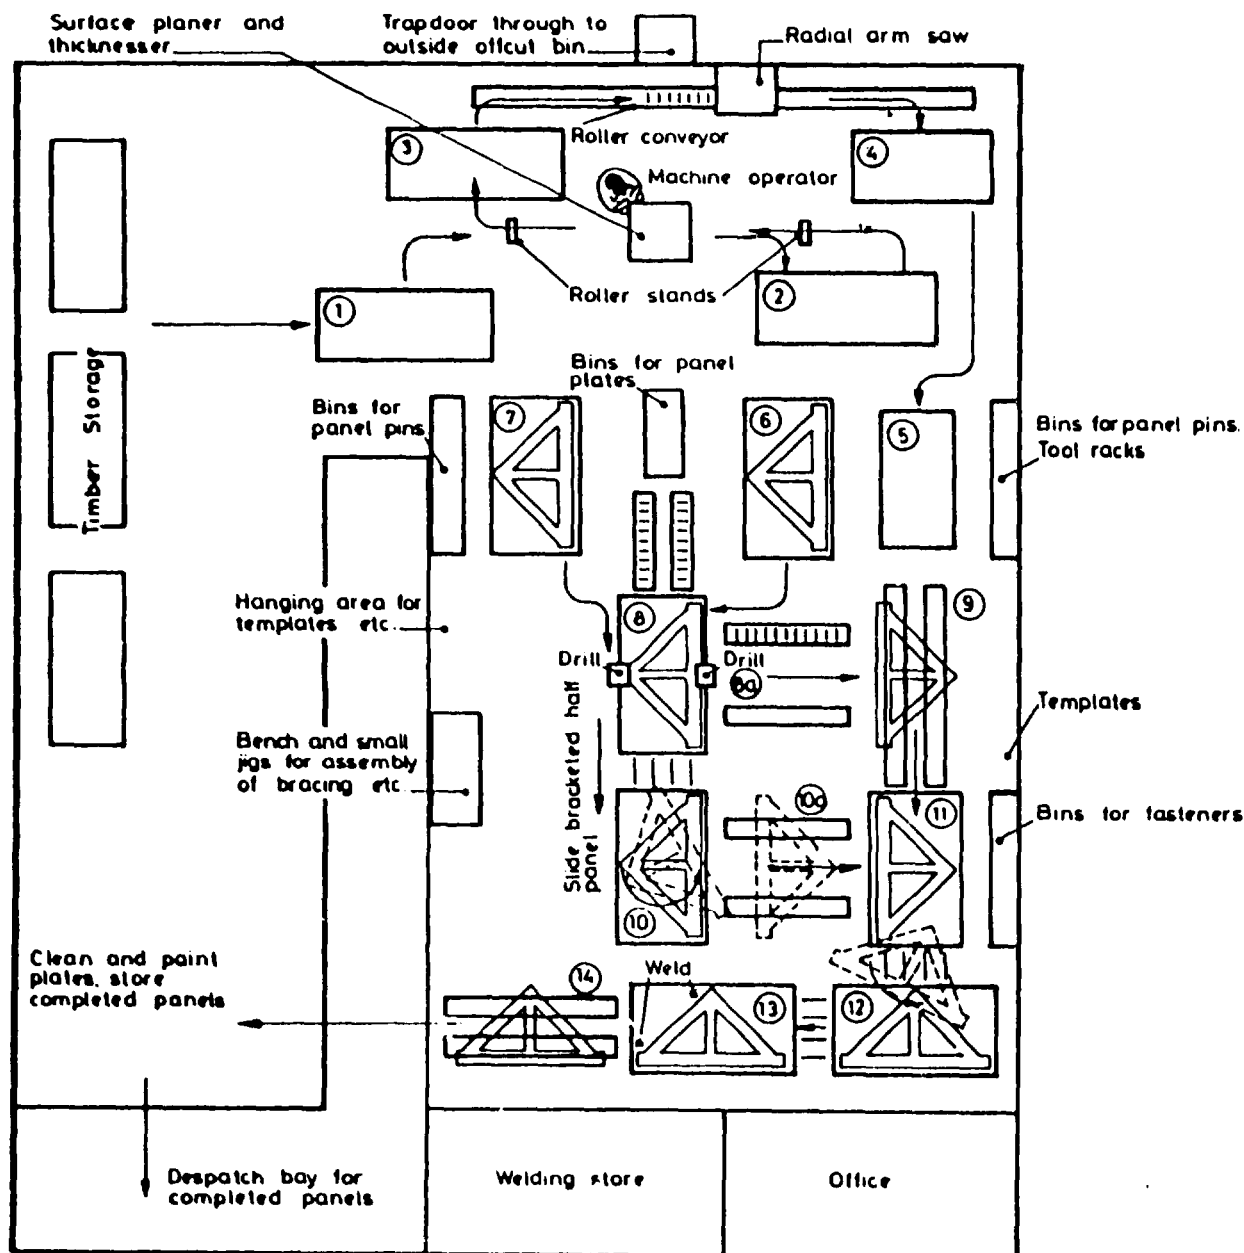 Surface planer and
thicknesser
Trapdoor through to
outside offcut bin
Radial arm saw
Roller conveyor
3
4
Machine operator
Roller stands
1
2
Timber Storage
Bins for panel
plates
Bins for
panel pins
7
6
5
Bins for panel pins.
Tool racks
Hanging area for
templates etc.
8
9
Drill
Drill
8a
Templates
Bench and small
jigs for assembly
of bracing etc.
Slide bracketed half
panel
10a
11
Bins for fasteners
10
Clean and paint
plates, store
completed panels
14
Weld
13
12
Despatch bay for
completed panels
Welding store
Office